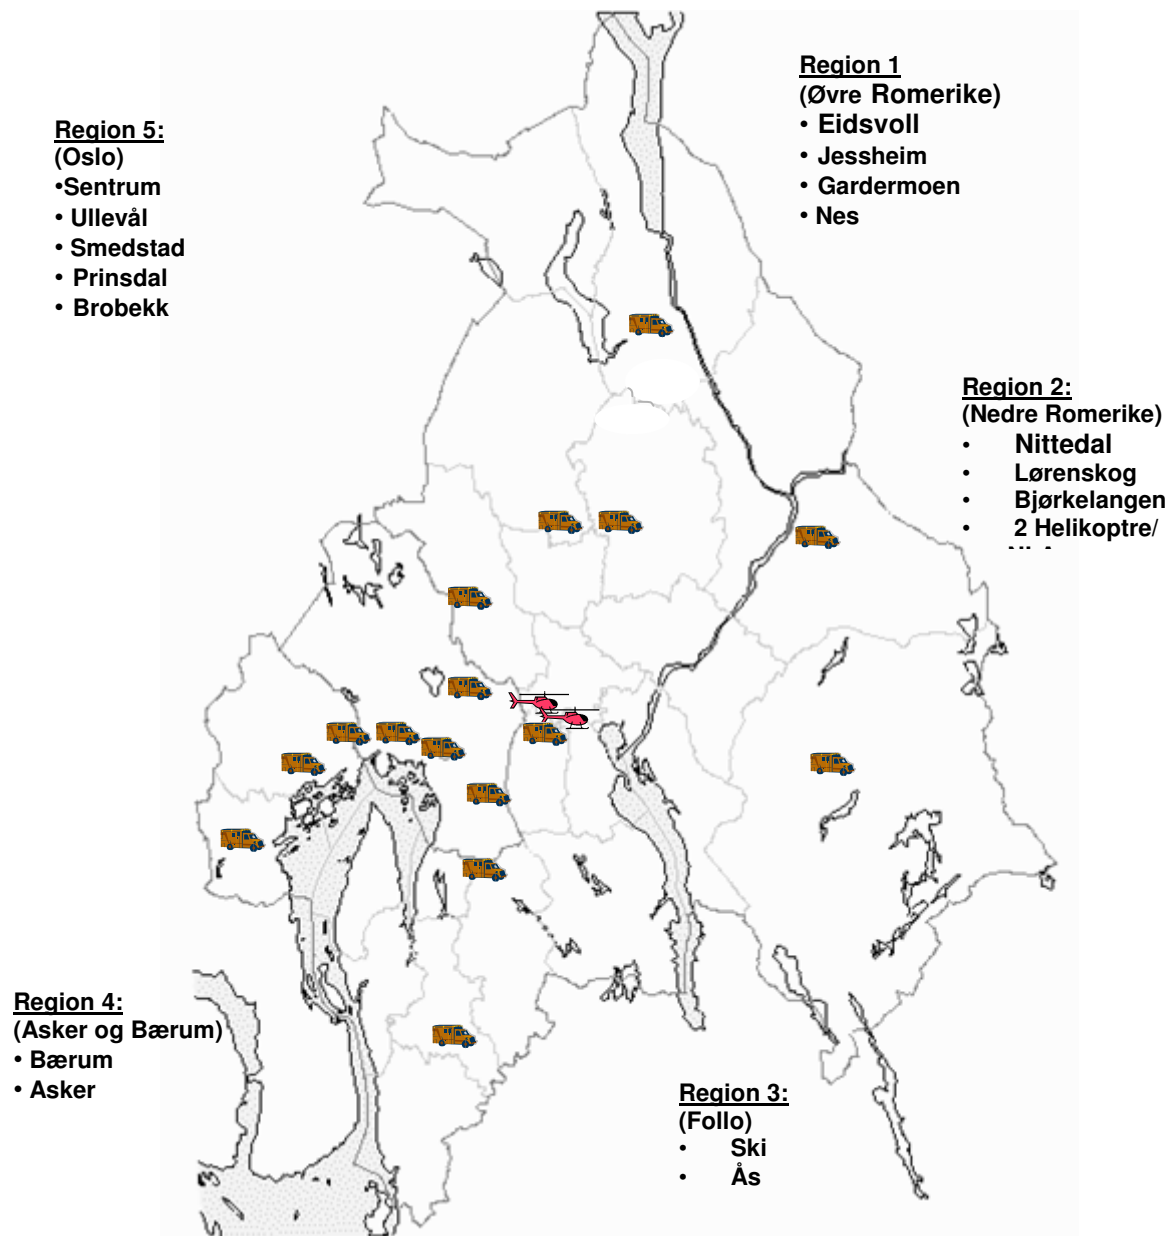 Region 1
(Øvre Romerike)
• Eidsvoll
• Jessheim
• Gardermoen
• Nes
Region 5:
(Oslo)
•Sentrum
• Ullevål
• Smedstad
• Prinsdal
• Brobekk
Region 2:
(Nedre Romerike)
• Nittedal
• Lørenskog
• Bjørkelangen
• 2 Helikoptre/
Region 4:
(Asker og Bærum)
• Bærum
• Asker
Region 3:
(Follo)
• Ski
• Ås